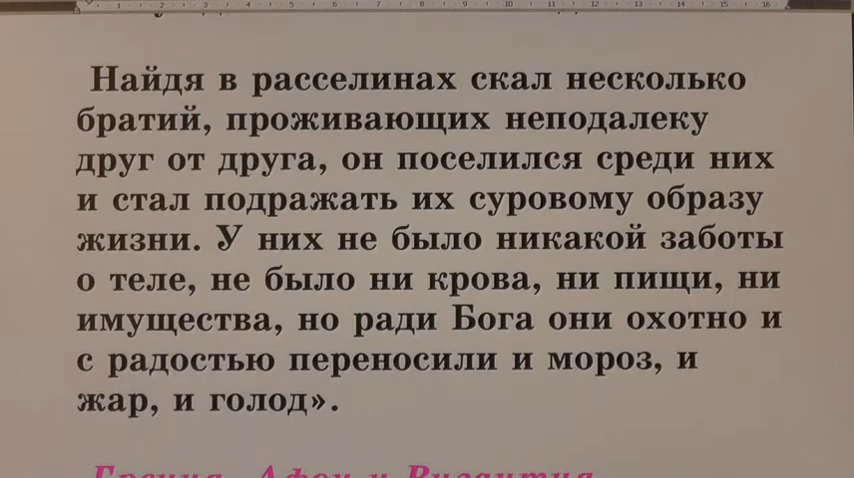 Найдя в расселинах скал несколько
братий, проживающих неподалеку
друг от друга, он поселился среди них
и стал подражать их суровому образу
жизни. У них не было никакой заботы
о теле, не было ни крова, ни пищи, ни
имущества, но ради Бога они охотно и
с радостью переносили и мороз, и
жар, и голод».